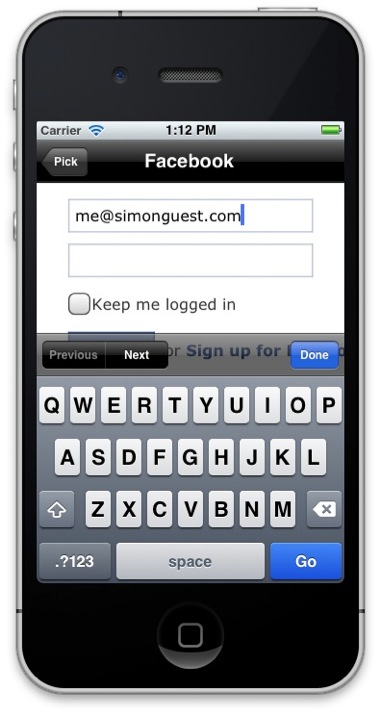 Carrier 1:12 PM
Pick Facebook
me@simonguest.com
Keep me logged in
or Sign up for
Previous Next Done
Q W E R T Y U I O P
A S D F G H J K L
Z X C V B N M
.?123 space Go